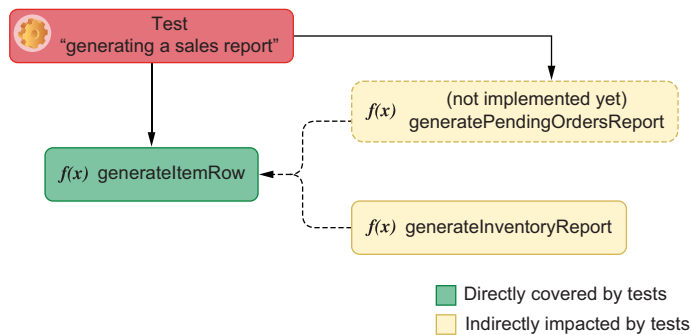 Test
“generating a sales report”
(not implemented yet)
f(x) generatePendingOrdersReport
f(x) generateItemRow
f(x) generateInventoryReport
Directly covered by tests
Indirectly impacted by tests